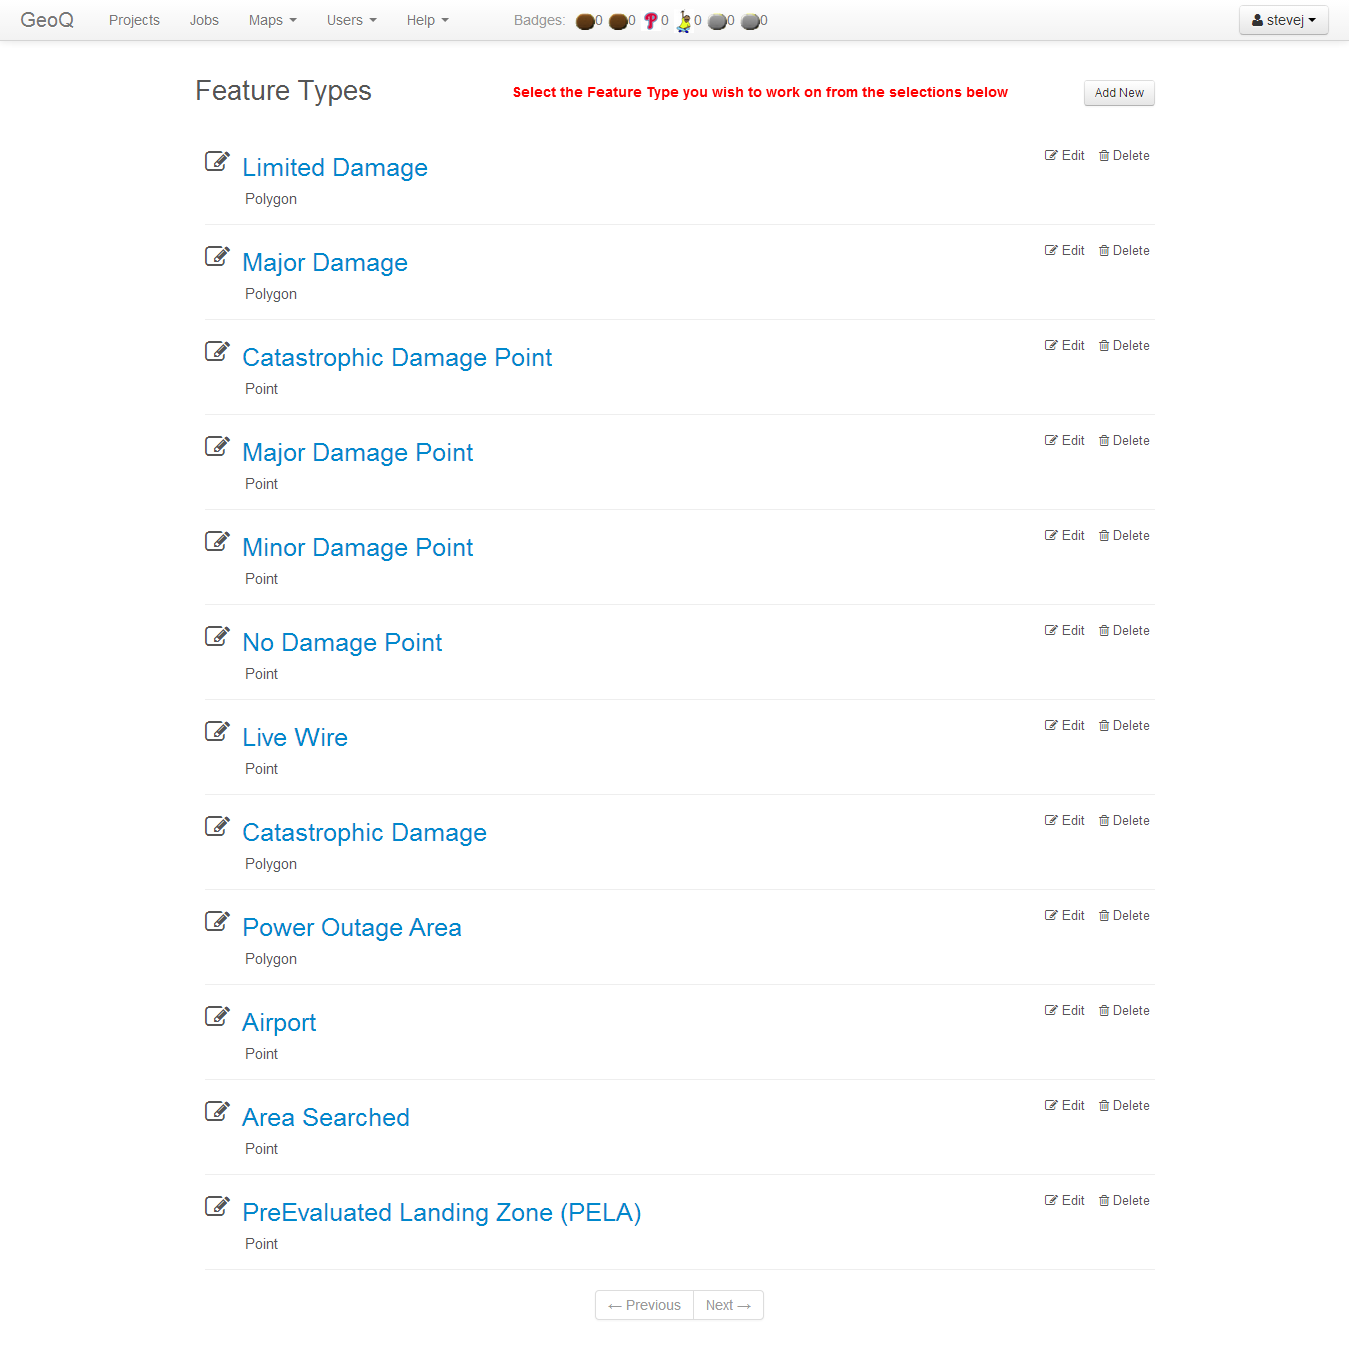 GeoQ Projects Jobs Maps Users Help Badges: 0 0 0 0 0 0 stevej
Feature Types Select the Feature Type you wish to work on from the selections below Add New
Limited Damage Edit Delete
Polygon
Major Damage Edit Delete
Polygon
Catastrophic Damage Point Edit Delete
Point
Major Damage Point Edit Delete
Point
Minor Damage Point Edit Delete
Point
No Damage Point Edit Delete
Point
Live Wire Edit Delete
Point
Catastrophic Damage Edit Delete
Polygon
Power Outage Area Edit Delete
Polygon
Airport Edit Delete
Point
Area Searched Edit Delete
Point
PreEvaluated Landing Zone (PELA) Edit Delete
Point
← Previous Next →